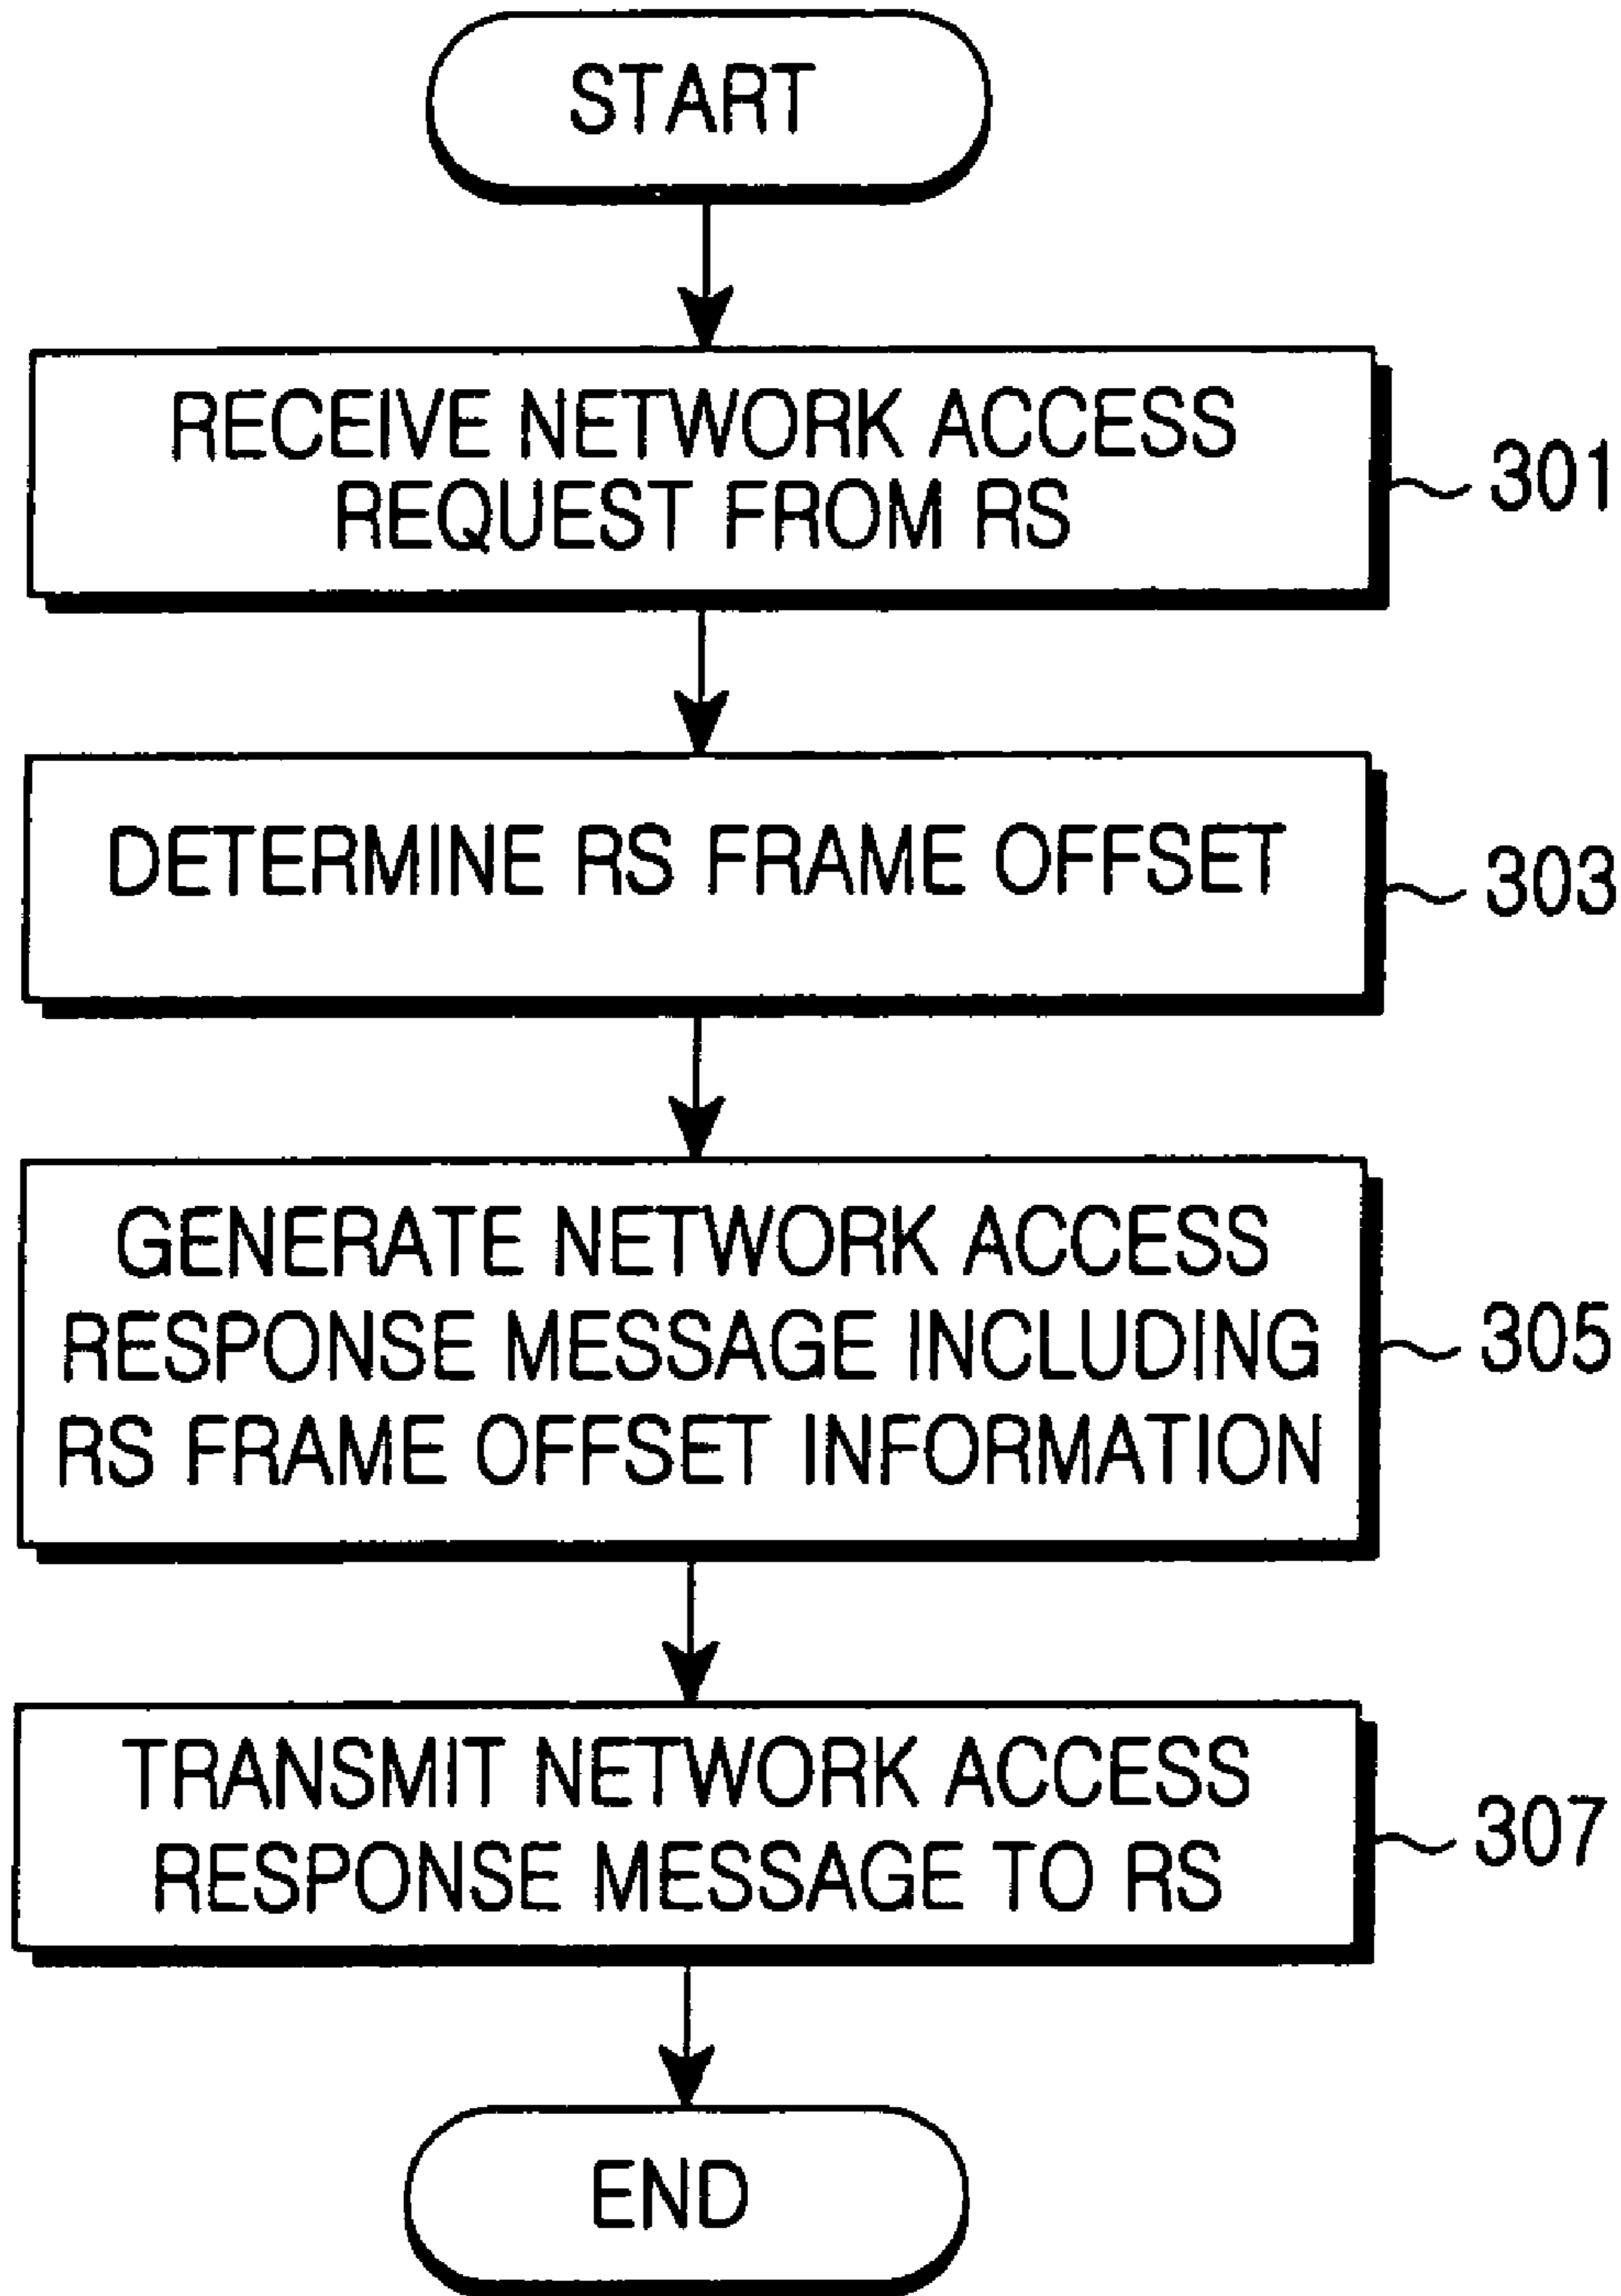 START
RECEIVE NETWORK ACCESS
REQUEST FROM RS
301
DETERMINE RS FRAME OFFSET
303
GENERATE NETWORK ACCESS
RESPONSE MESSAGE INCLUDING
RS FRAME OFFSET INFORMATION
305
TRANSMIT NETWORK ACCESS
RESPONSE MESSAGE TO RS
307
END